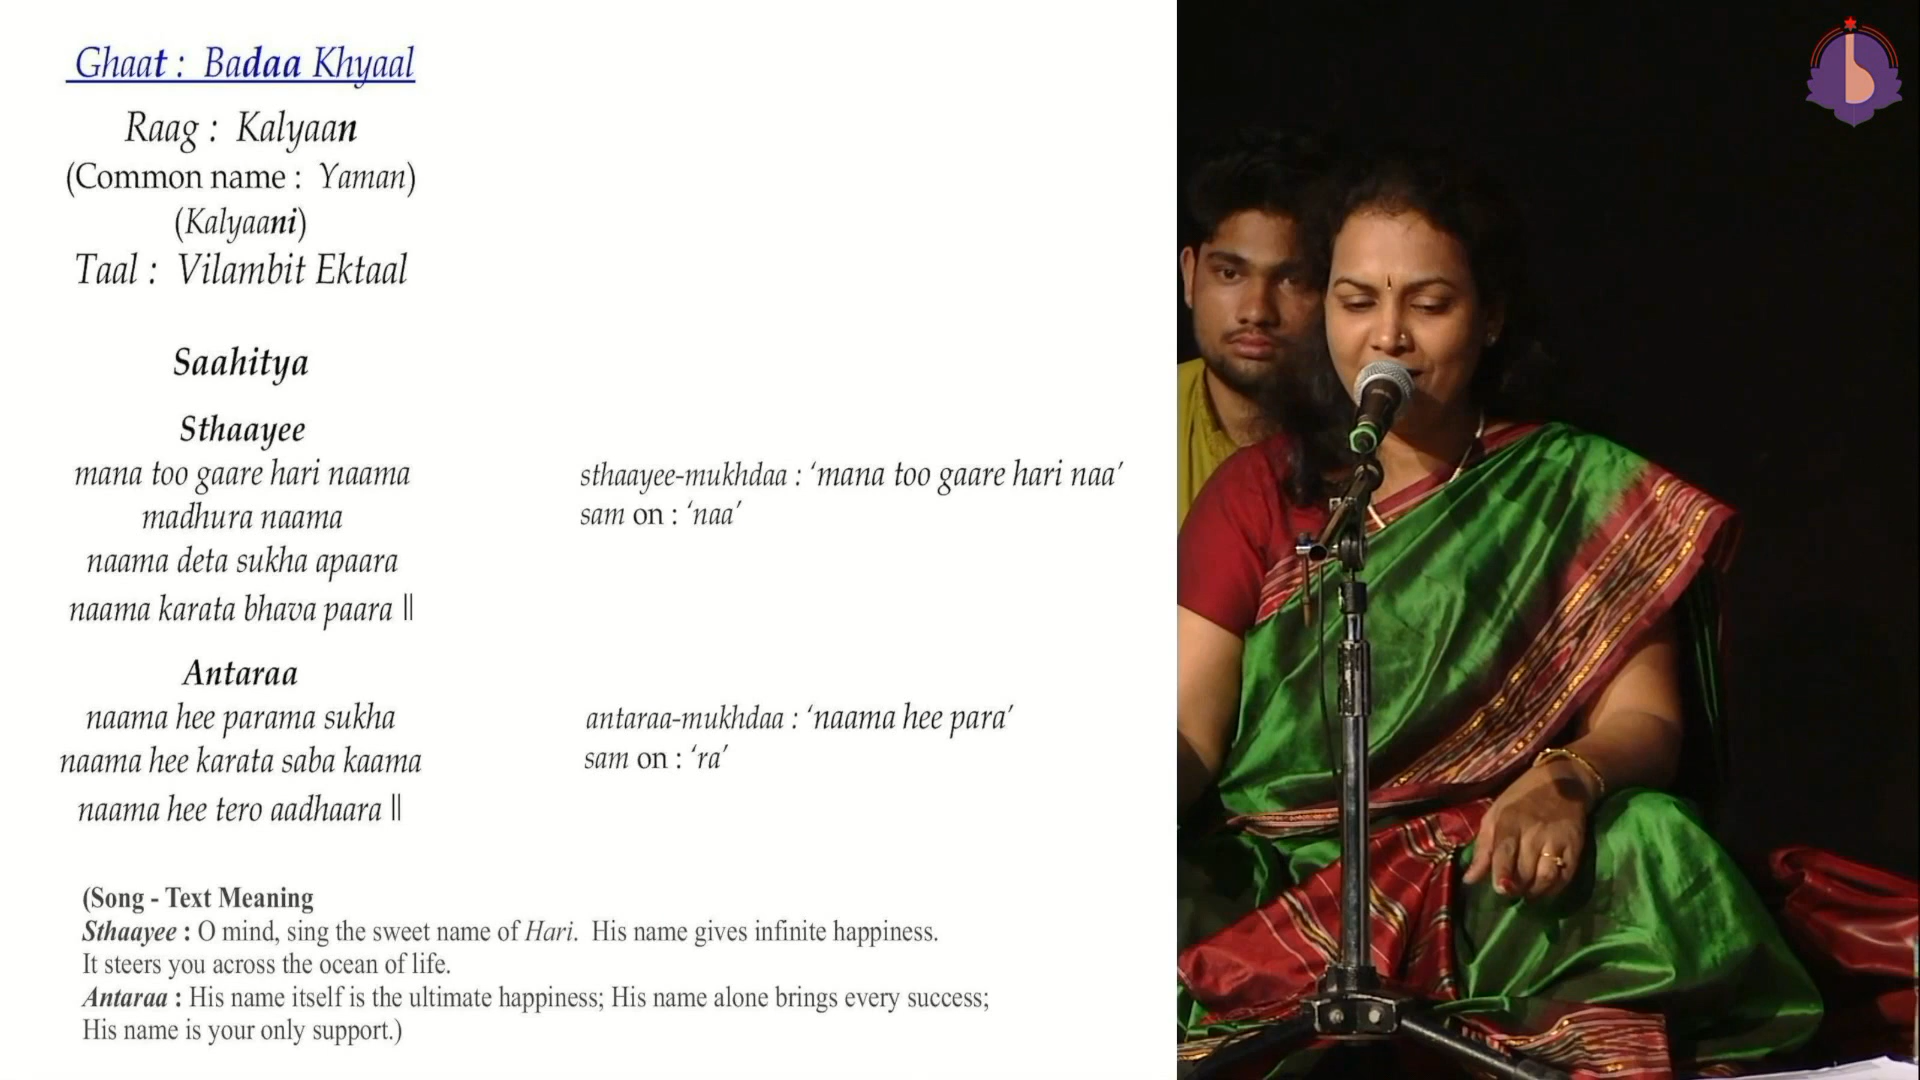 Ghaat : Badaa Khyaal
Raag : Kalyaan
(Common name : Yaman)
(Kalyaani)
Taal : Vilambit Ektaal
Saahitya
Sthaayee
mana too gaare hari naama
madhura naama
naama deta sukha apaara
naama karata bhava paara ||
sthaayee-mukhdaa : ‘mana too gaare hari naa’
sam on : ‘naa’
Antaraa
naama hee parama sukha
naama hee karata saba kaama
naama hee tero aadhaara ||
antaraa-mukhdaa : ‘naama hee para’
sam on : ‘ra’
(Song - Text Meaning
Sthaayee : O mind, sing the sweet name of Hari. His name gives infinite happiness.
It steers you across the ocean of life.
Antaraa : His name itself is the ultimate happiness; His name alone brings every success;
His name is your only support.)